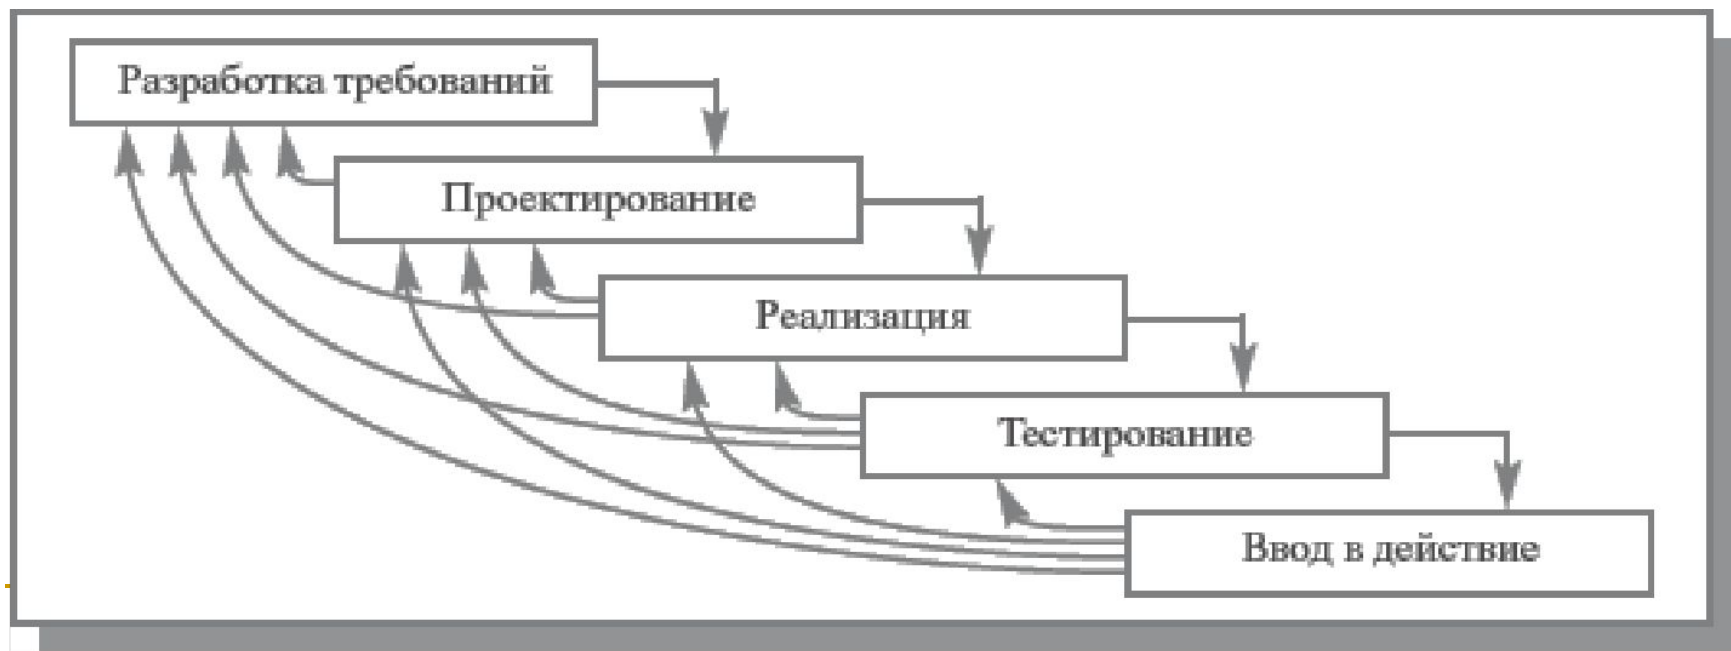 Разработка требований
Проектирование
Реализация
Тестирование
Ввод в действие